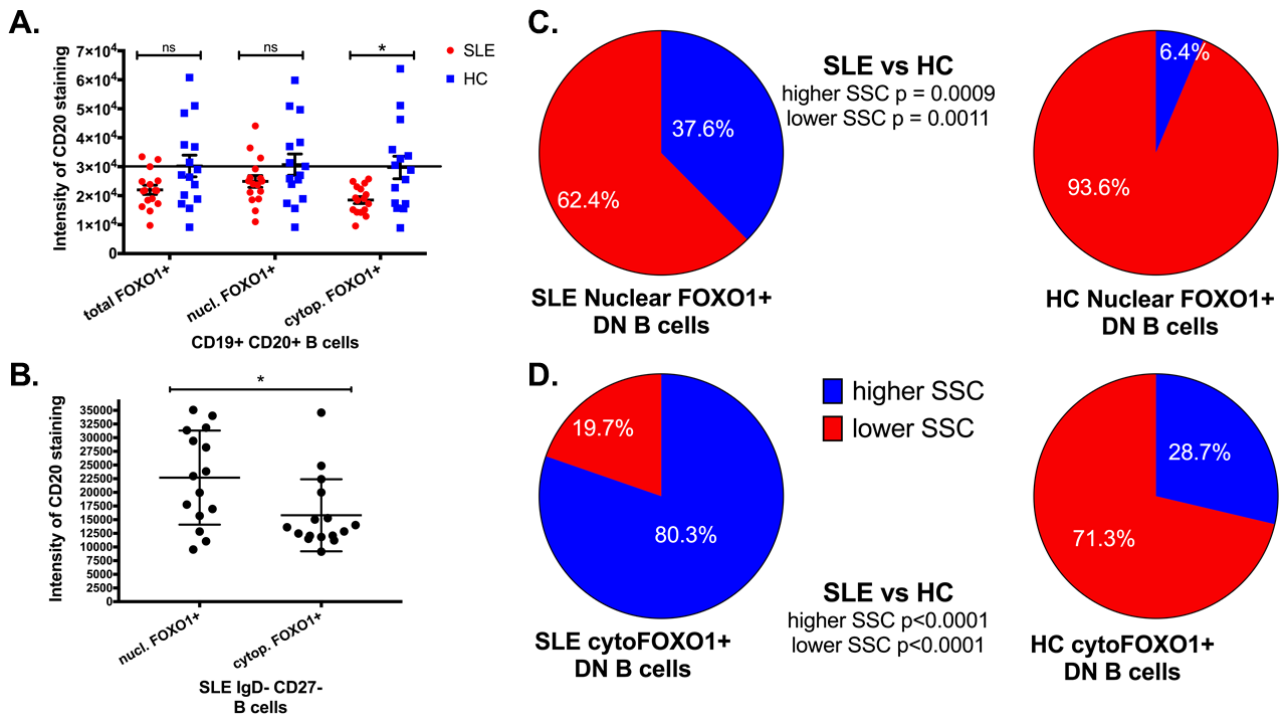 A.
ns
ns
*
SLE
HC
Intensity of CD20 staining
7×10⁴
6×10⁴
5×10⁴
4×10⁴
3×10⁴
2×10⁴
1×10⁴
0
total FOXO1+
nucl. FOXO1+
cytop. FOXO1+
CD19+ CD20+ B cells
B.
*
Intensity of CD20 staining
35000
32500
30000
27500
25000
22500
20000
17500
15000
12500
10000
7500
5000
2500
0
nucl. FOXO1+
cytop. FOXO1+
SLE IgD- CD27-
B cells
C.
37.6%
62.4%
SLE Nuclear FOXO1+
DN B cells
SLE vs HC
higher SSC p = 0.0009
lower SSC p = 0.0011
6.4%
93.6%
HC Nuclear FOXO1+
DN B cells
D.
19.7%
80.3%
SLE cytoFOXO1+
DN B cells
higher SSC
lower SSC
SLE vs HC
higher SSC p<0.0001
lower SSC p<0.0001
28.7%
71.3%
HC cytoFOXO1+
DN B cells